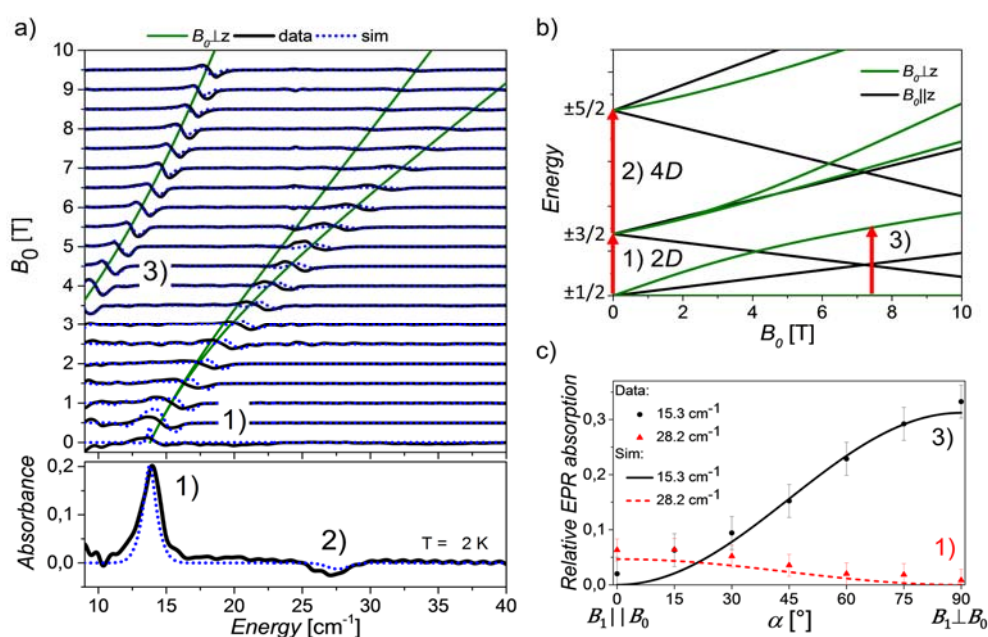 a)
B₀⊥z data sim
10
9
8
7
6
5
4
3
2
1
0
B₀ [T]
3)
1)
0,2
0,1
0,0
Absorbance
1)
2)
T = 2 K
10 15 20 25 30 35 40
Energy [cm⁻¹]
b)
B₀⊥z
B₀||z
±5/2
±3/2
±1/2
Energy
2) 4D
1) 2D
3)
0 2 4 6 8 10
B₀ [T]
c)
Data:
15.3 cm⁻¹
28.2 cm⁻¹
Sim:
15.3 cm⁻¹
28.2 cm⁻¹
3)
1)
0,3
0,2
0,1
0,0
Relative EPR absorption
0 15 30 45 60 75 90
B₁||B₀ α [°] B₁⊥B₀